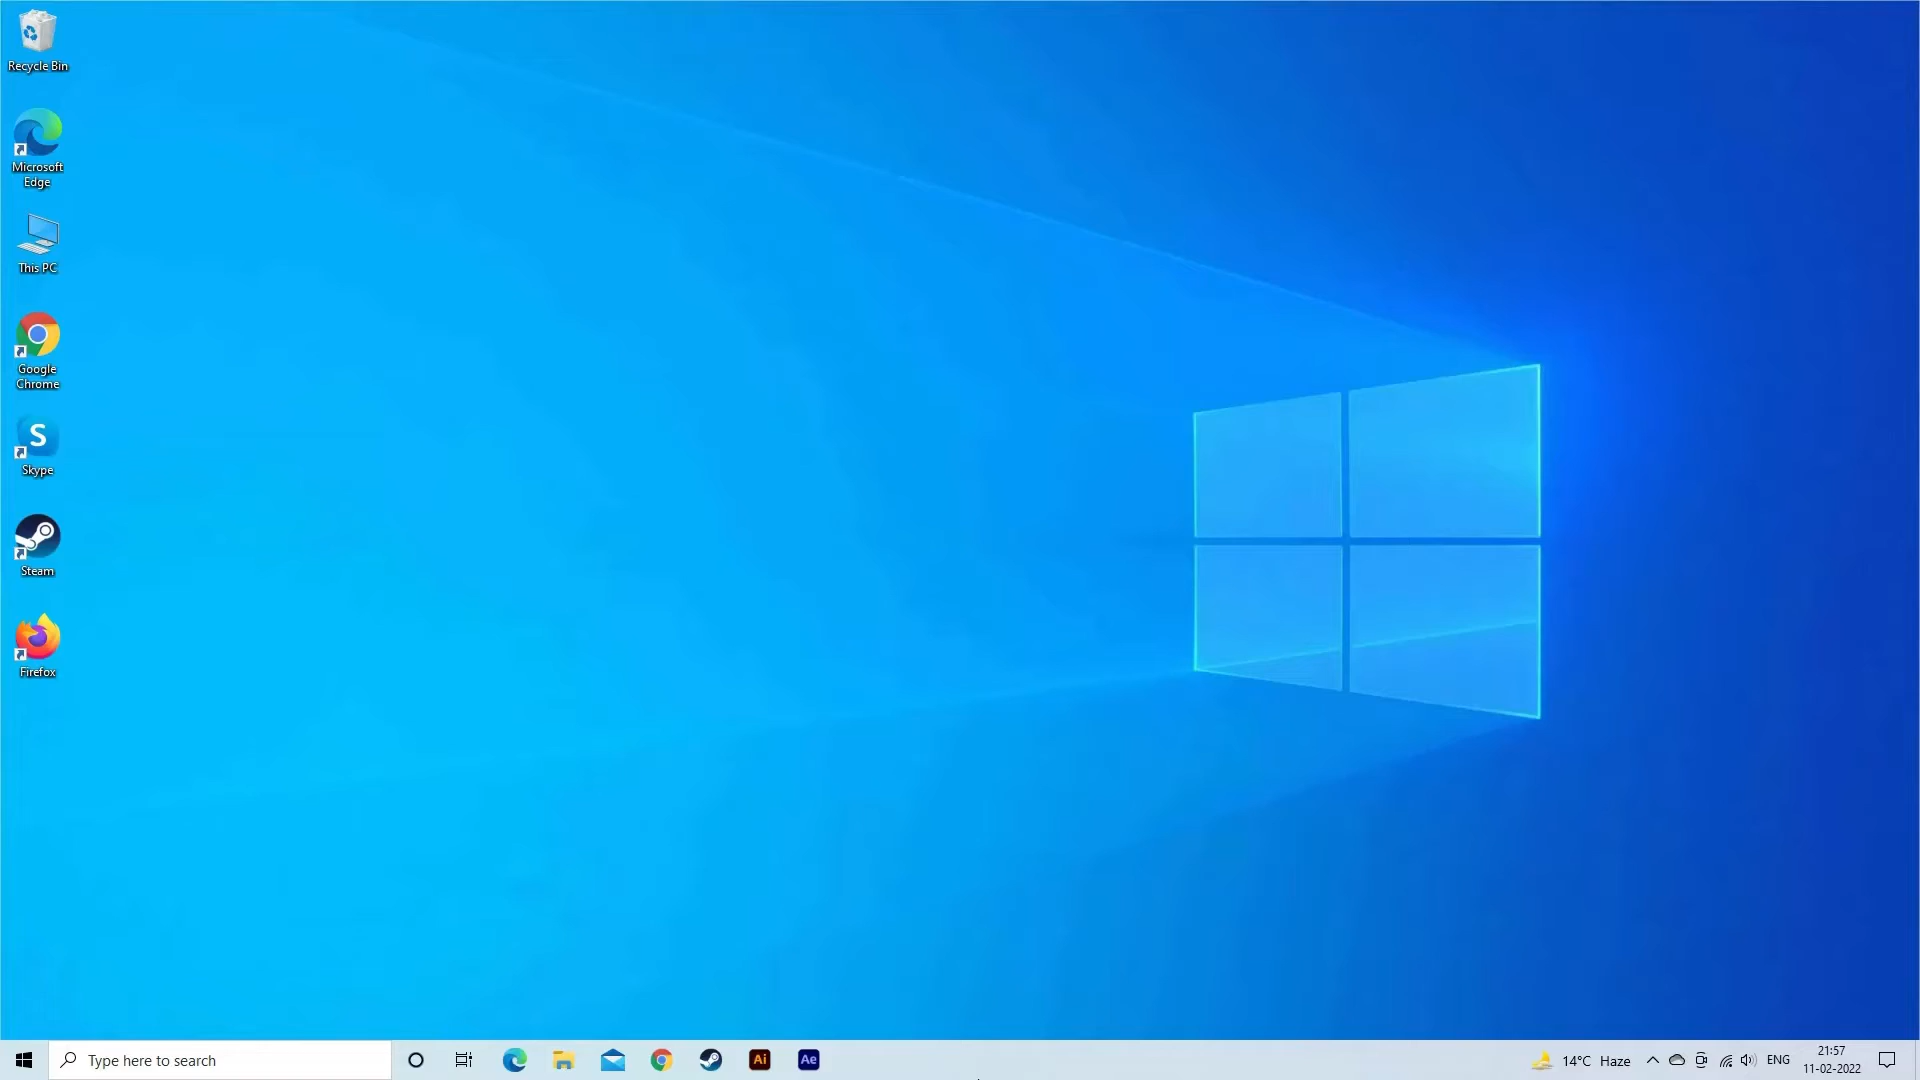 Recycle Bin
Microsoft
Edge
This PC
Google
Chrome
S
Skype
Steam
Firefox
Type here to search
Ai
Ae
14°C Haze
ENG
21:57
11-02-2022